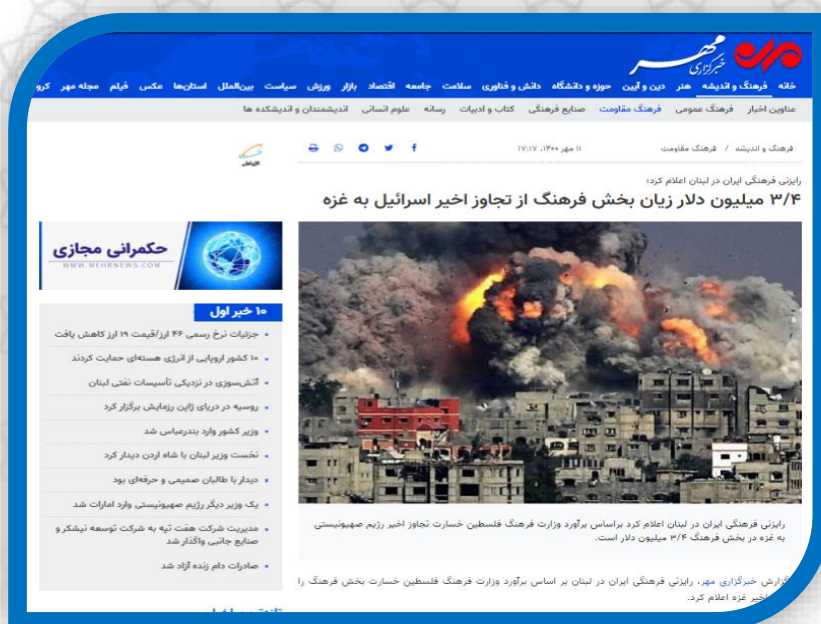 خبرگزاری
مهر
خانه فرهنگ و اندیشه هنر دین و آیین حوزه و دانشگاه دانش و فناوری سلامت جامعه اقتصاد بازار ورزش سیاست بین‌الملل استان‌ها عکس فیلم مجله مهر کرو
عناوین اخبار فرهنگ عمومی فرهنگ مقاومت صنایع فرهنگی کتاب و ادبیات رسانه علوم انسانی اندیشمندان و اندیشکده ها
فرهنگ و اندیشه / فرهنگ مقاومت ۱۱ مهر ۱۴۰۰، ۱۷:۱۷
رایزنی فرهنگی ایران در لبنان اعلام کرد؛
۳/۴ میلیون دلار زیان بخش فرهنگ از تجاوز اخیر اسرائیل به غزه
رایزنی فرهنگی ایران در لبنان اعلام کرد براساس برآورد وزارت فرهنگ فلسطین خسارت تجاوز اخیر رژیم صهیونیستی
به غزه در بخش فرهنگ ۳/۴ میلیون دلار است.
گزارش خبرگزاری مهر، رایزنی فرهنگی ایران در لبنان بر اساس برآورد وزارت فرهنگ فلسطین خسارت بخش فرهنگ را
اخیر غزه اعلام کرد.
حکمرانی مجازی
WWW.MEHRNEWS.COM
۱۰ خبر اول
جزئیات نرخ رسمی ۴۶ ارز/قیمت ۱۹ ارز کاهش یافت
۱۰ کشور اروپایی از انرژی هسته‌ای حمایت کردند
آتش‌سوزی در نزدیکی تأسیسات نفتی لبنان
روسیه در دریای ژاپن رزمایش برگزار کرد
وزیر کشور وارد بندرعباس شد
نخست وزیر لبنان با شاه اردن دیدار کرد
دیدار با طالبان صمیمی و حرفه‌ای بود
یک وزیر دیگر رژیم صهیونیستی وارد امارات شد
مدیریت شرکت هفت تپه به شرکت توسعه نیشکر و
صنایع جانبی واگذار شد
صادرات دام زنده آزاد شد